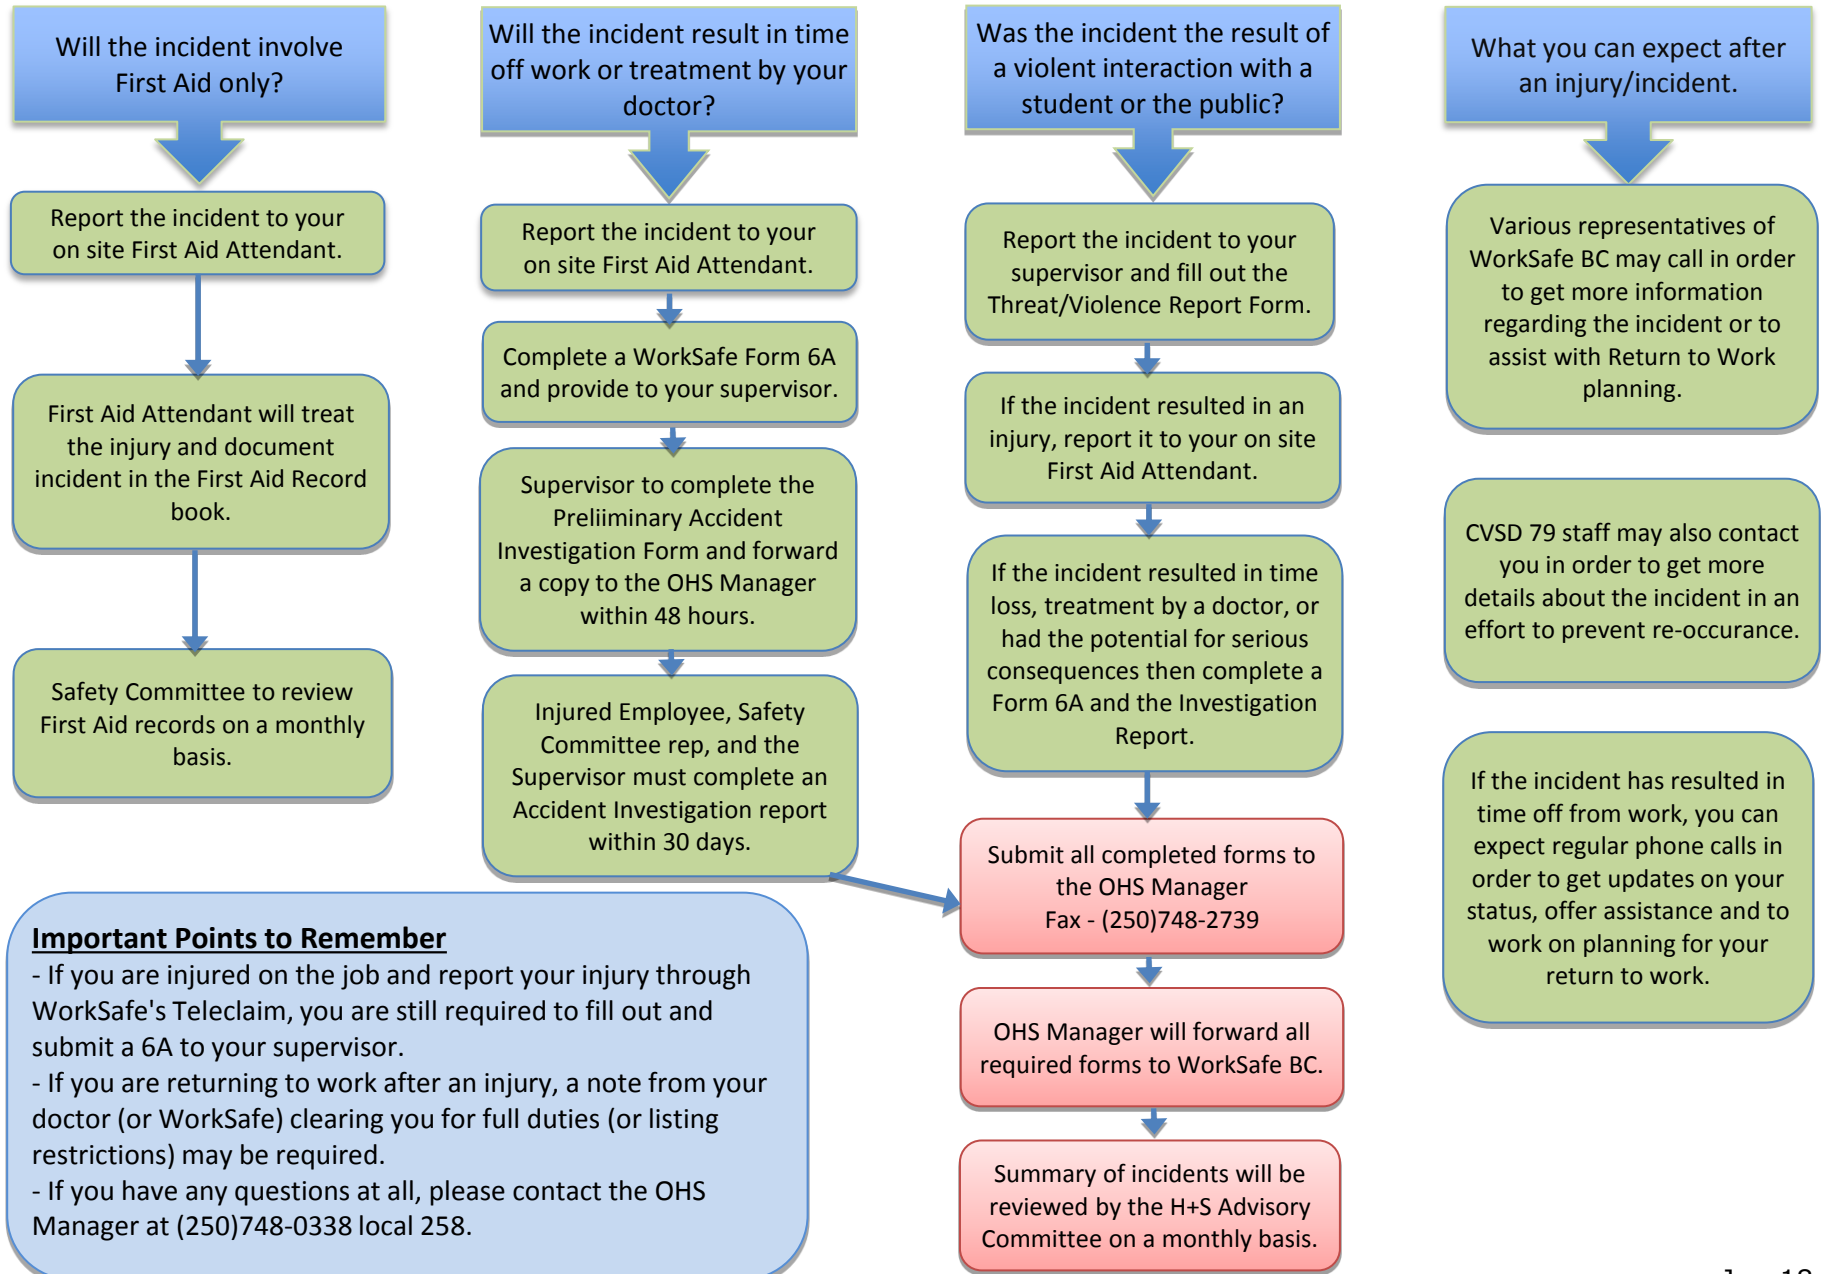 Will the incident involve
First Aid only?
Report the incident to your
on site First Aid Attendant.
First Aid Attendant will treat
the injury and document
incident in the First Aid Record
book.
Safety Committee to review
First Aid records on a monthly
basis.
Will the incident result in time
off work or treatment by your
doctor?
Report the incident to your
on site First Aid Attendant.
Complete a WorkSafe Form 6A
and provide to your supervisor.
Supervisor to complete the
Preliiminary Accident
Investigation Form and forward
a copy to the OHS Manager
within 48 hours.
Injured Employee, Safety
Committee rep, and the
Supervisor must complete an
Accident Investigation report
within 30 days.
Was the incident the result of
a violent interaction with a
student or the public?
Report the incident to your
supervisor and fill out the
Threat/Violence Report Form.
If the incident resulted in an
injury, report it to your on site
First Aid Attendant.
If the incident resulted in time
loss, treatment by a doctor, or
had the potential for serious
consequences then complete a
Form 6A and the Investigation
Report.
Submit all completed forms to
the OHS Manager
Fax - (250)748-2739
OHS Manager will forward all
required forms to WorkSafe BC.
Summary of incidents will be
reviewed by the H+S Advisory
Committee on a monthly basis.
What you can expect after
an injury/incident.
Various representatives of
WorkSafe BC may call in order
to get more information
regarding the incident or to
assist with Return to Work
planning.
CVSD 79 staff may also contact
you in order to get more
details about the incident in an
effort to prevent re-occurance.
If the incident has resulted in
time off from work, you can
expect regular phone calls in
order to get updates on your
status, offer assistance and to
work on planning for your
return to work.
Important Points to Remember
- If you are injured on the job and report your injury through
WorkSafe's Teleclaim, you are still required to fill out and
submit a 6A to your supervisor.
- If you are returning to work after an injury, a note from your
doctor (or WorkSafe) clearing you for full duties (or listing
restrictions) may be required.
- If you have any questions at all, please contact the OHS
Manager at (250)748-0338 local 258.